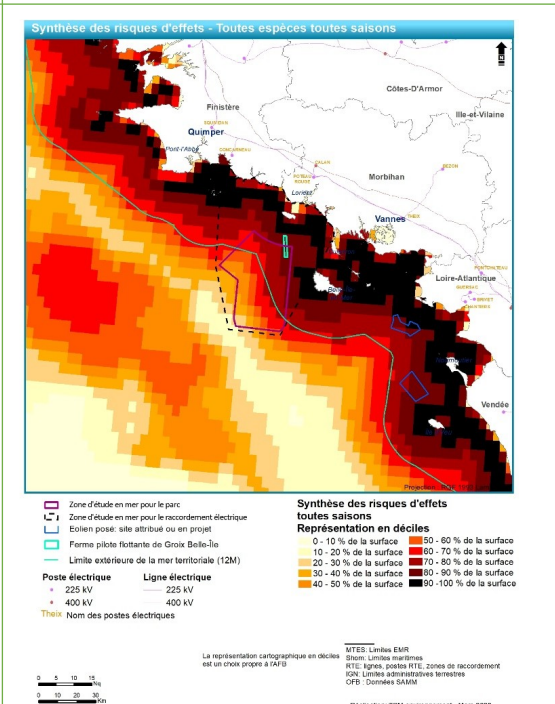 Synthèse des risques d'effets - Toutes espèces toutes saisons
N
Côtes-D'Armor
Finistère
Ille-et-Vilaine
Quimper
Pont-l'Abbé
CONCARNEAU
CALAN
Morbihan
BEZON
POTEAU
ROUGE
Lorient
Vannes
THEIX
Loire-Atlantique
PONTCHATEAU
GUERSAC
Vendée
Zone d'étude en mer pour le parc
Zone d'étude en mer pour le raccordement électrique
Eolien posé: site attribué ou en projet
Ferme pilote flottante de Groix Belle-Île
Limite extérieure de la mer territoriale (12M)
Poste électrique
Ligne électrique
225 kV
225 kV
400 kV
400 kV
Theix Nom des postes électriques
Synthèse des risques d'effets
toutes saisons
Représentation en déciles
0 - 10 % de la surface
50 - 60 % de la surface
10 - 20 % de la surface
60 - 70 % de la surface
20 - 30 % de la surface
70 - 80 % de la surface
30 - 40 % de la surface
80 - 90 % de la surface
40 - 50 % de la surface
90 -100 % de la surface
La représentation cartographique en déciles
est un choix propre à l'AFB
MTES: Limites EMR
Shom: Limites maritimes
RTE: lignes, postes RTE, zones de raccordement
IGN: Limites administratives terrestres
OFB : Données SAMM
0 5 10 15
Nq
0 10 20 30
Km